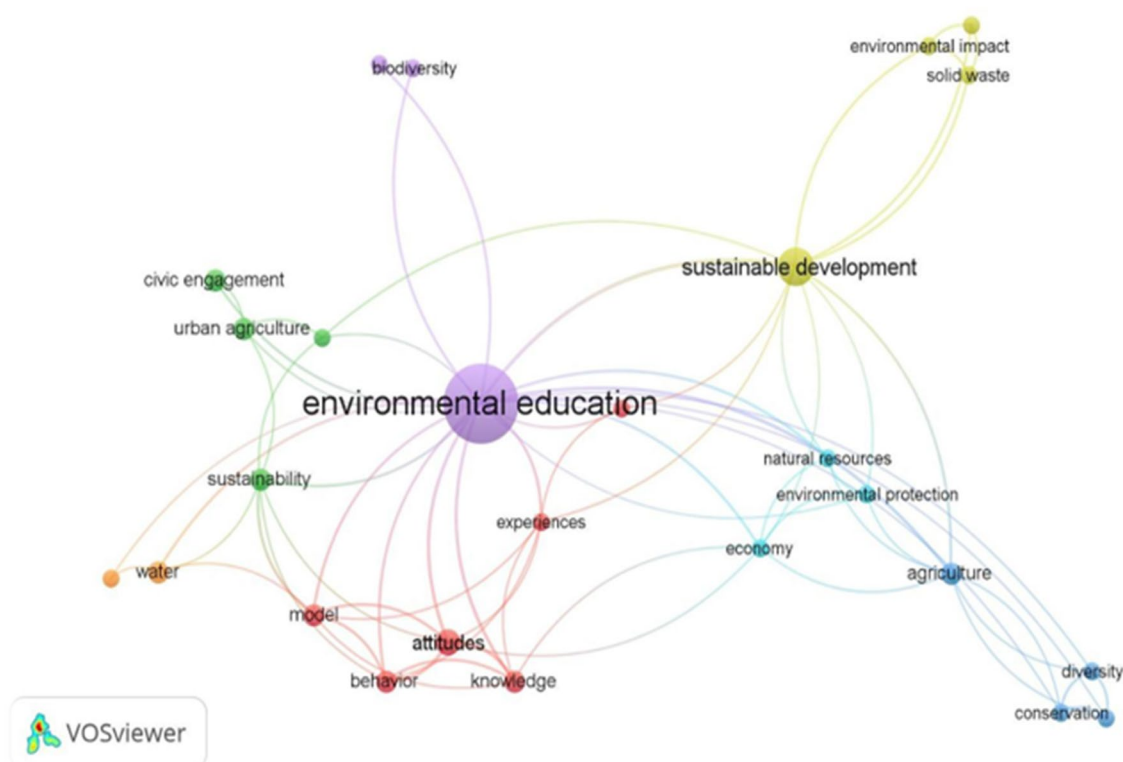 environmental impact
biodiversity
solid waste
sustainable development
civic engagement
urban agriculture
environmental education
natural resources
sustainability
environmental protection
experiences
economy
water
agriculture
model
attitudes
diversity
behavior
knowledge
conservation
VOSviewer